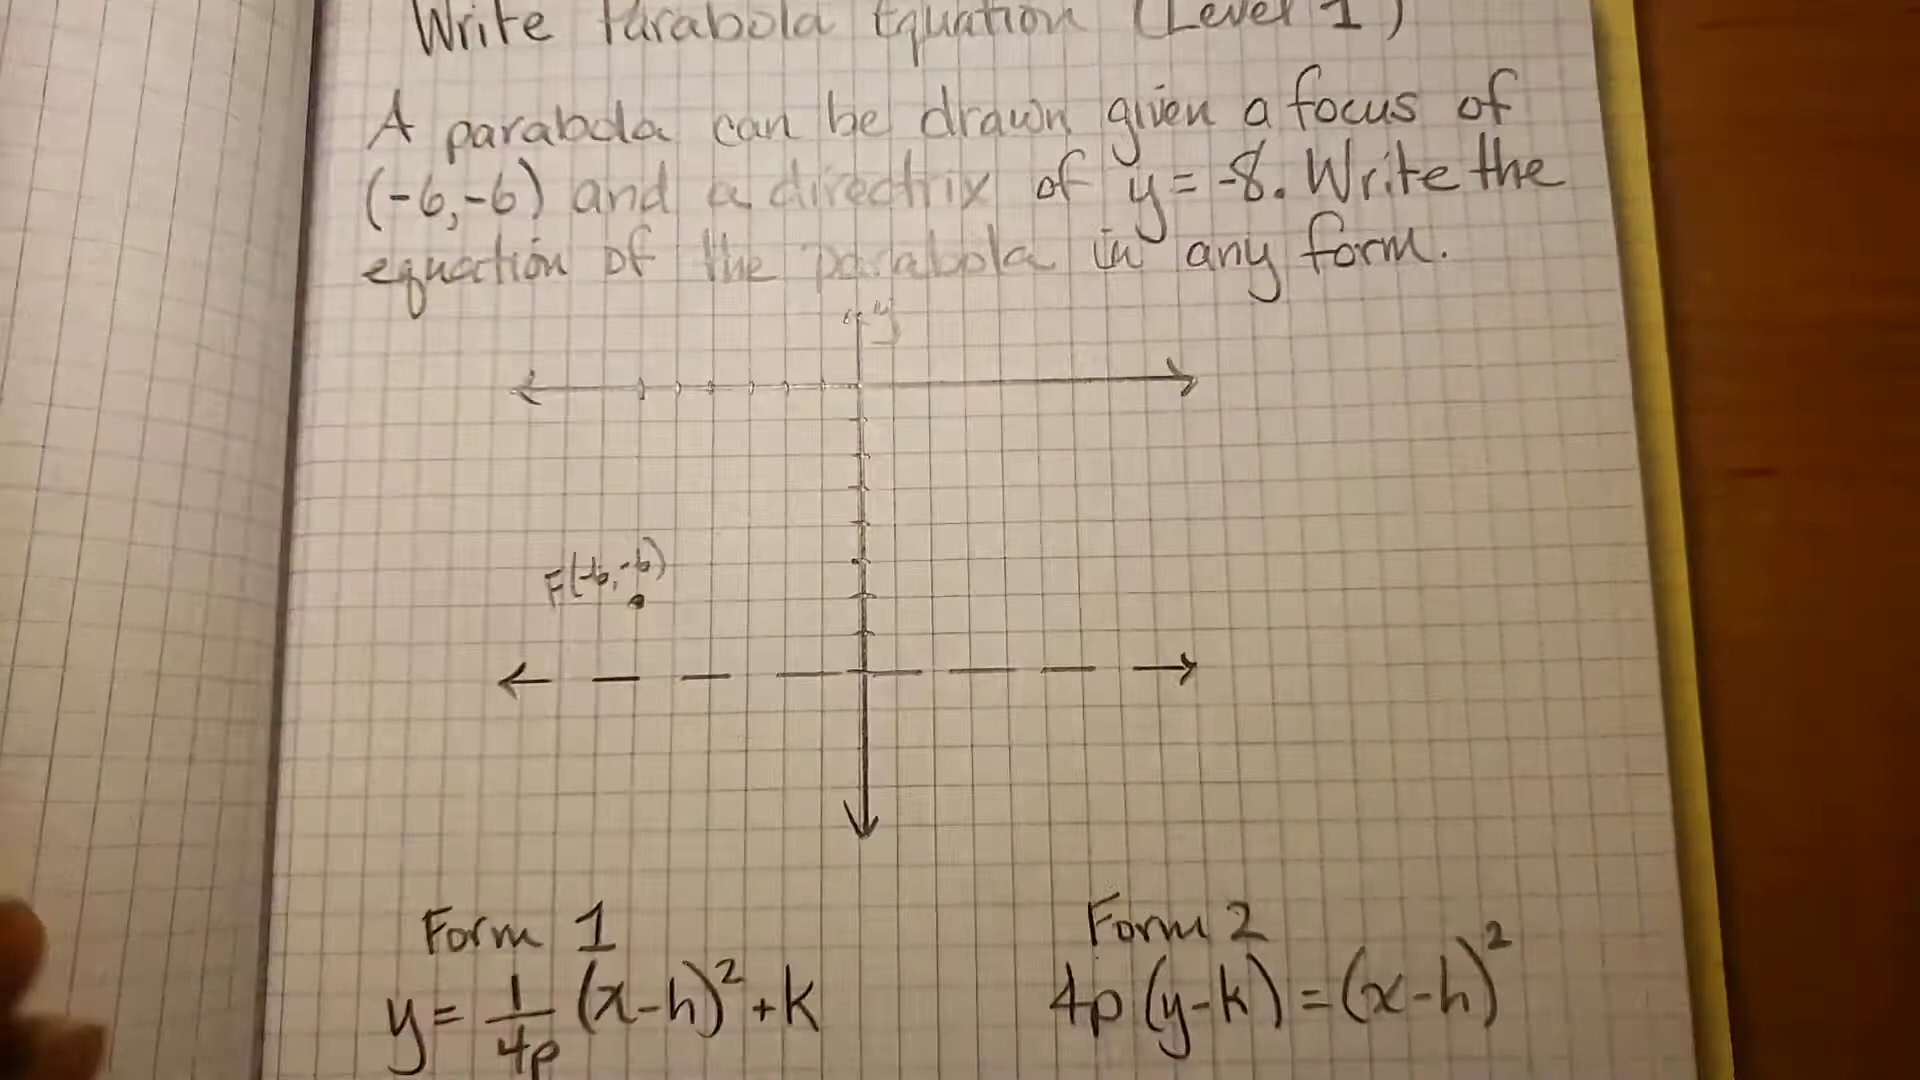 Write Parabola Equation (Level 1)
A parabola can be drawn given a focus of
(-6,-6) and a directrix of y=-8. Write the
equation of the parabola in any form.
y
F(-6,-6)
Form 1
y = 1/4p (x-h)² + k
Form 2
4p(y-k) = (x-h)²